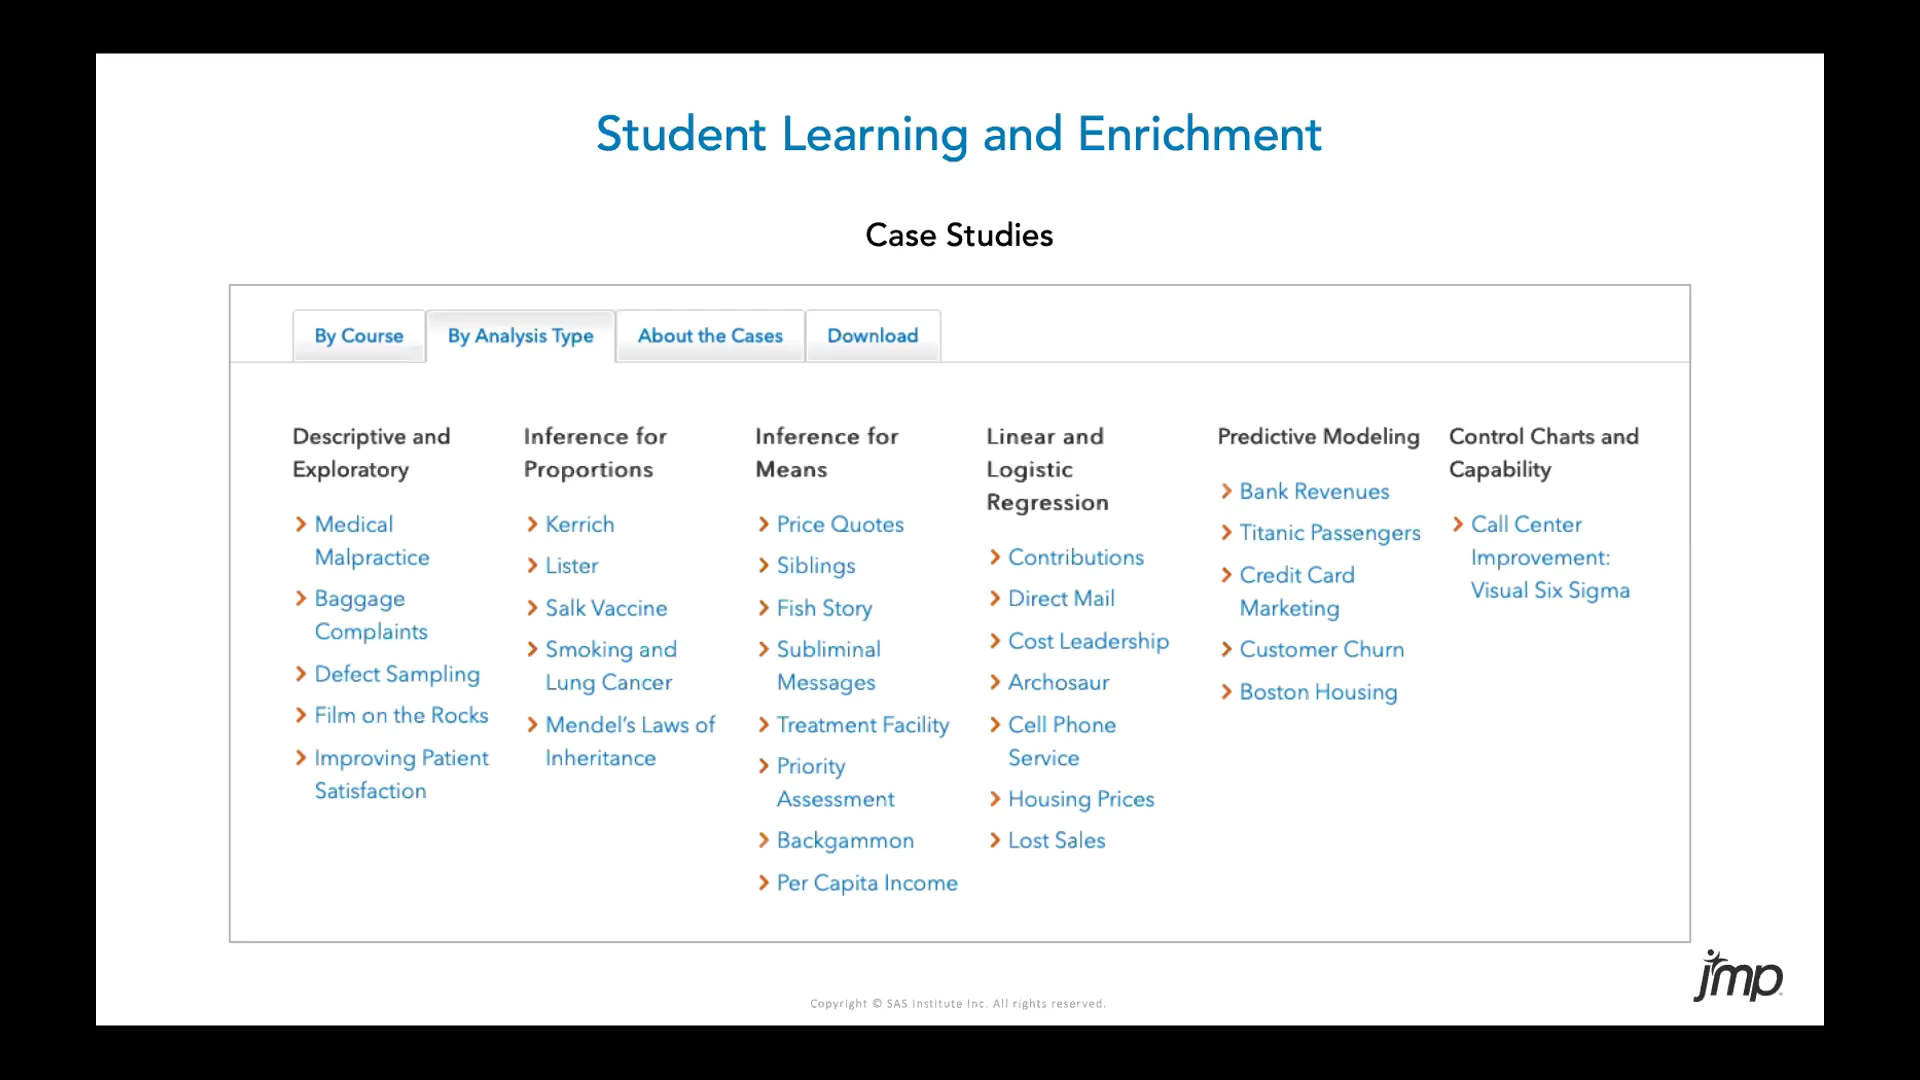 Student Learning and Enrichment
Case Studies
By Course
By Analysis Type
About the Cases
Download
Descriptive and
Exploratory
Medical
Malpractice
Baggage
Complaints
Defect Sampling
Film on the Rocks
Improving Patient
Satisfaction
Inference for
Proportions
Kerrich
Lister
Salk Vaccine
Smoking and
Lung Cancer
Mendel's Laws of
Inheritance
Inference for
Means
Price Quotes
Siblings
Fish Story
Subliminal
Messages
Treatment Facility
Priority
Assessment
Backgammon
Per Capita Income
Linear and
Logistic
Regression
Contributions
Direct Mail
Cost Leadership
Archosaur
Cell Phone
Service
Housing Prices
Lost Sales
Predictive Modeling
Bank Revenues
Titanic Passengers
Credit Card
Marketing
Customer Churn
Boston Housing
Control Charts and
Capability
Call Center
Improvement:
Visual Six Sigma
jmp
Copyright © SAS Institute Inc. All rights reserved.